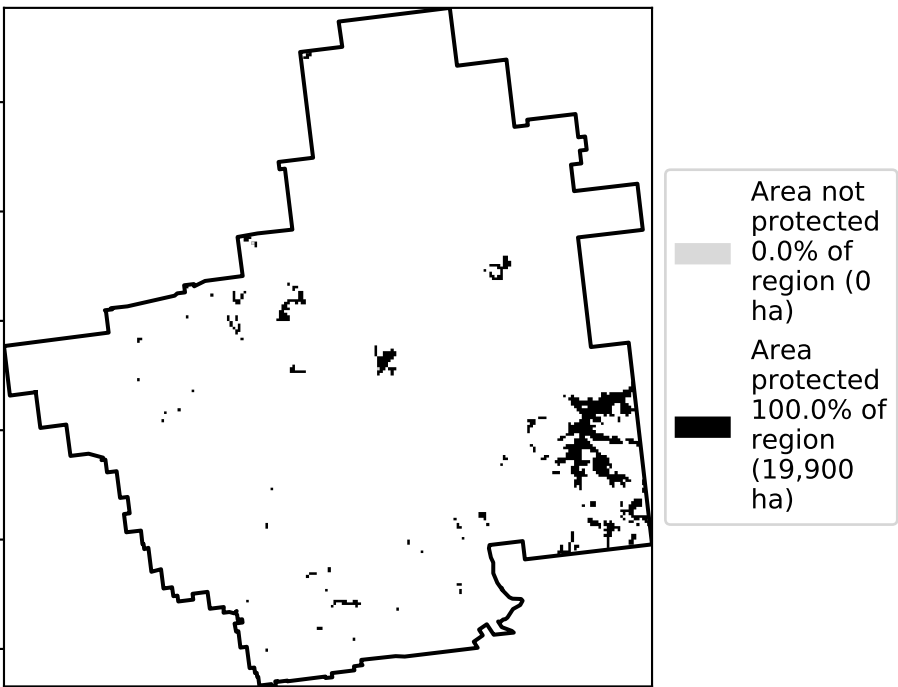 Area not
protected
0.0% of
region (0
ha)
Area
protected
100.0% of
region
(19,900
ha)